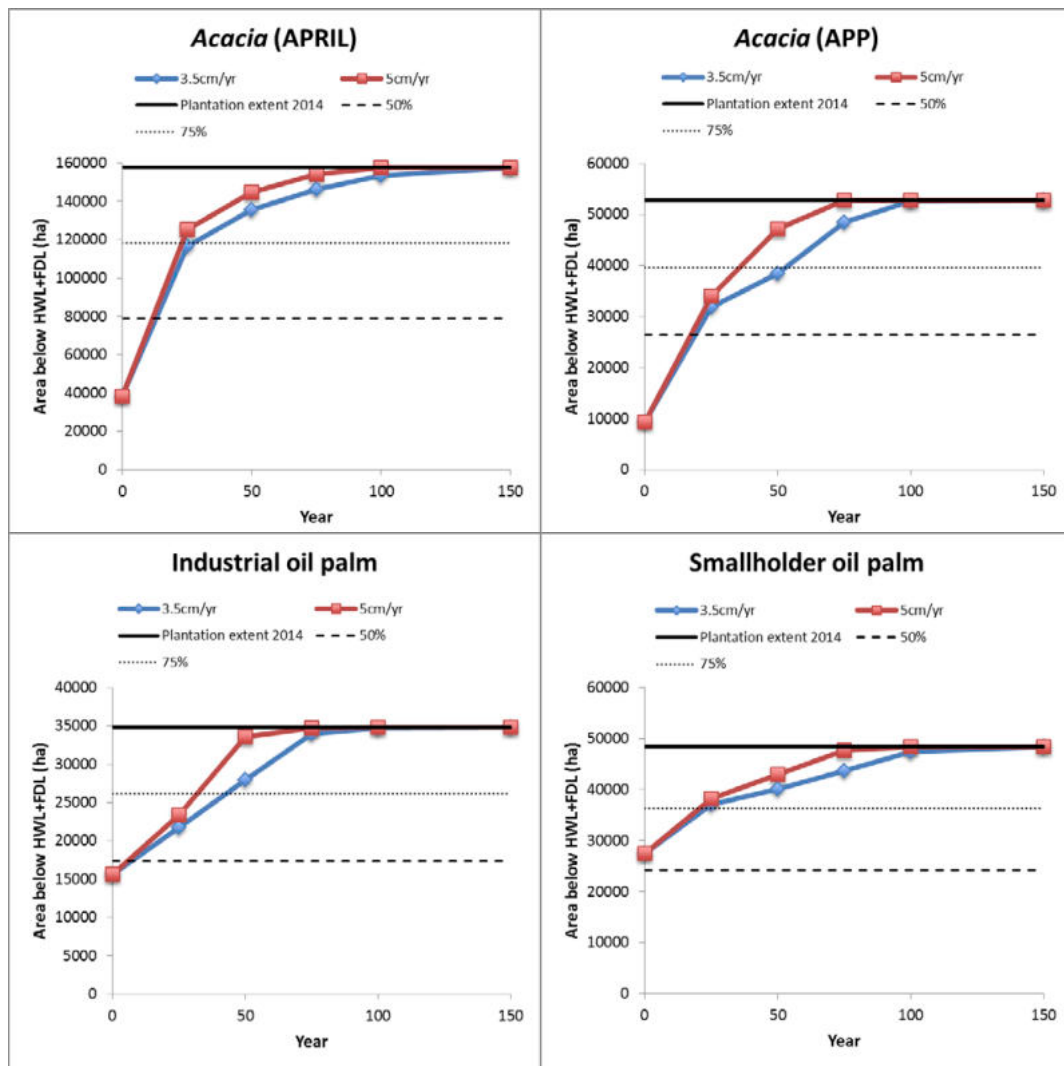 Acacia (APRIL)
3.5cm/yr
5cm/yr
Plantation extent 2014
50%
75%
Area below HWL+FDL (ha)
160000
140000
120000
100000
80000
60000
40000
20000
0
0 50 100 150
Year
Acacia (APP)
3.5cm/yr
5cm/yr
Plantation extent 2014
50%
75%
Area below HWL+FDL (ha)
60000
50000
40000
30000
20000
10000
0
0 50 100 150
Year
Industrial oil palm
3.5cm/yr
5cm/yr
Plantation extent 2014
50%
75%
Area below HWL+FDL (ha)
40000
35000
30000
25000
20000
15000
10000
5000
0
0 50 100 150
Year
Smallholder oil palm
3.5cm/yr
5cm/yr
Plantation extent 2014
50%
75%
Area below HWL+FDL (ha)
60000
50000
40000
30000
20000
10000
0
0 50 100 150
Year